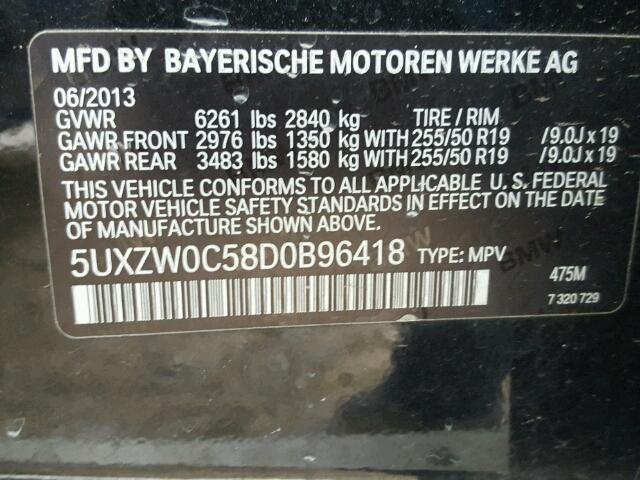 MFD BY BAYERISCHE MOTOREN WERKE AG
06/2013
GVWR 6261 lbs 2840 kg TIRE / RIM
GAWR FRONT 2976 lbs 1350 kg WITH 255/50 R19 /9.0J x 19
GAWR REAR 3483 lbs 1580 kg WITH 255/50 R19 /9.0J x 19
THIS VEHICLE CONFORMS TO ALL APPLICABLE U. S. FEDERAL
MOTOR VEHICLE SAFETY STANDARDS IN EFFECT ON THE DATE
OF MANUFACTURE SHOWN ABOVE.
5UXZW0C58D0B96418 TYPE: MPV
BMW
475M
7 320 729